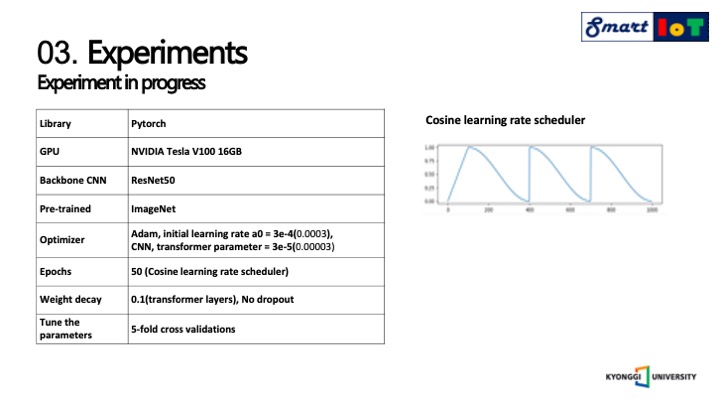 Smart IoT
03. Experiments
Experiment in progress
Library Pytorch
GPU NVIDIA Tesla V100 16GB
Backbone CNN ResNet50
Pre-trained ImageNet
Optimizer Adam, initial learning rate a0 = 3e-4(0.0003),
CNN, transformer parameter = 3e-5(0.00003)
Epochs 50 (Cosine learning rate scheduler)
Weight decay 0.1(transformer layers), No dropout
Tune the
parameters 5-fold cross validations
Cosine learning rate scheduler
1.00
0.75
0.50
0.25
0.00
0 200 400 600 800 1000
KYONGGI UNIVERSITY